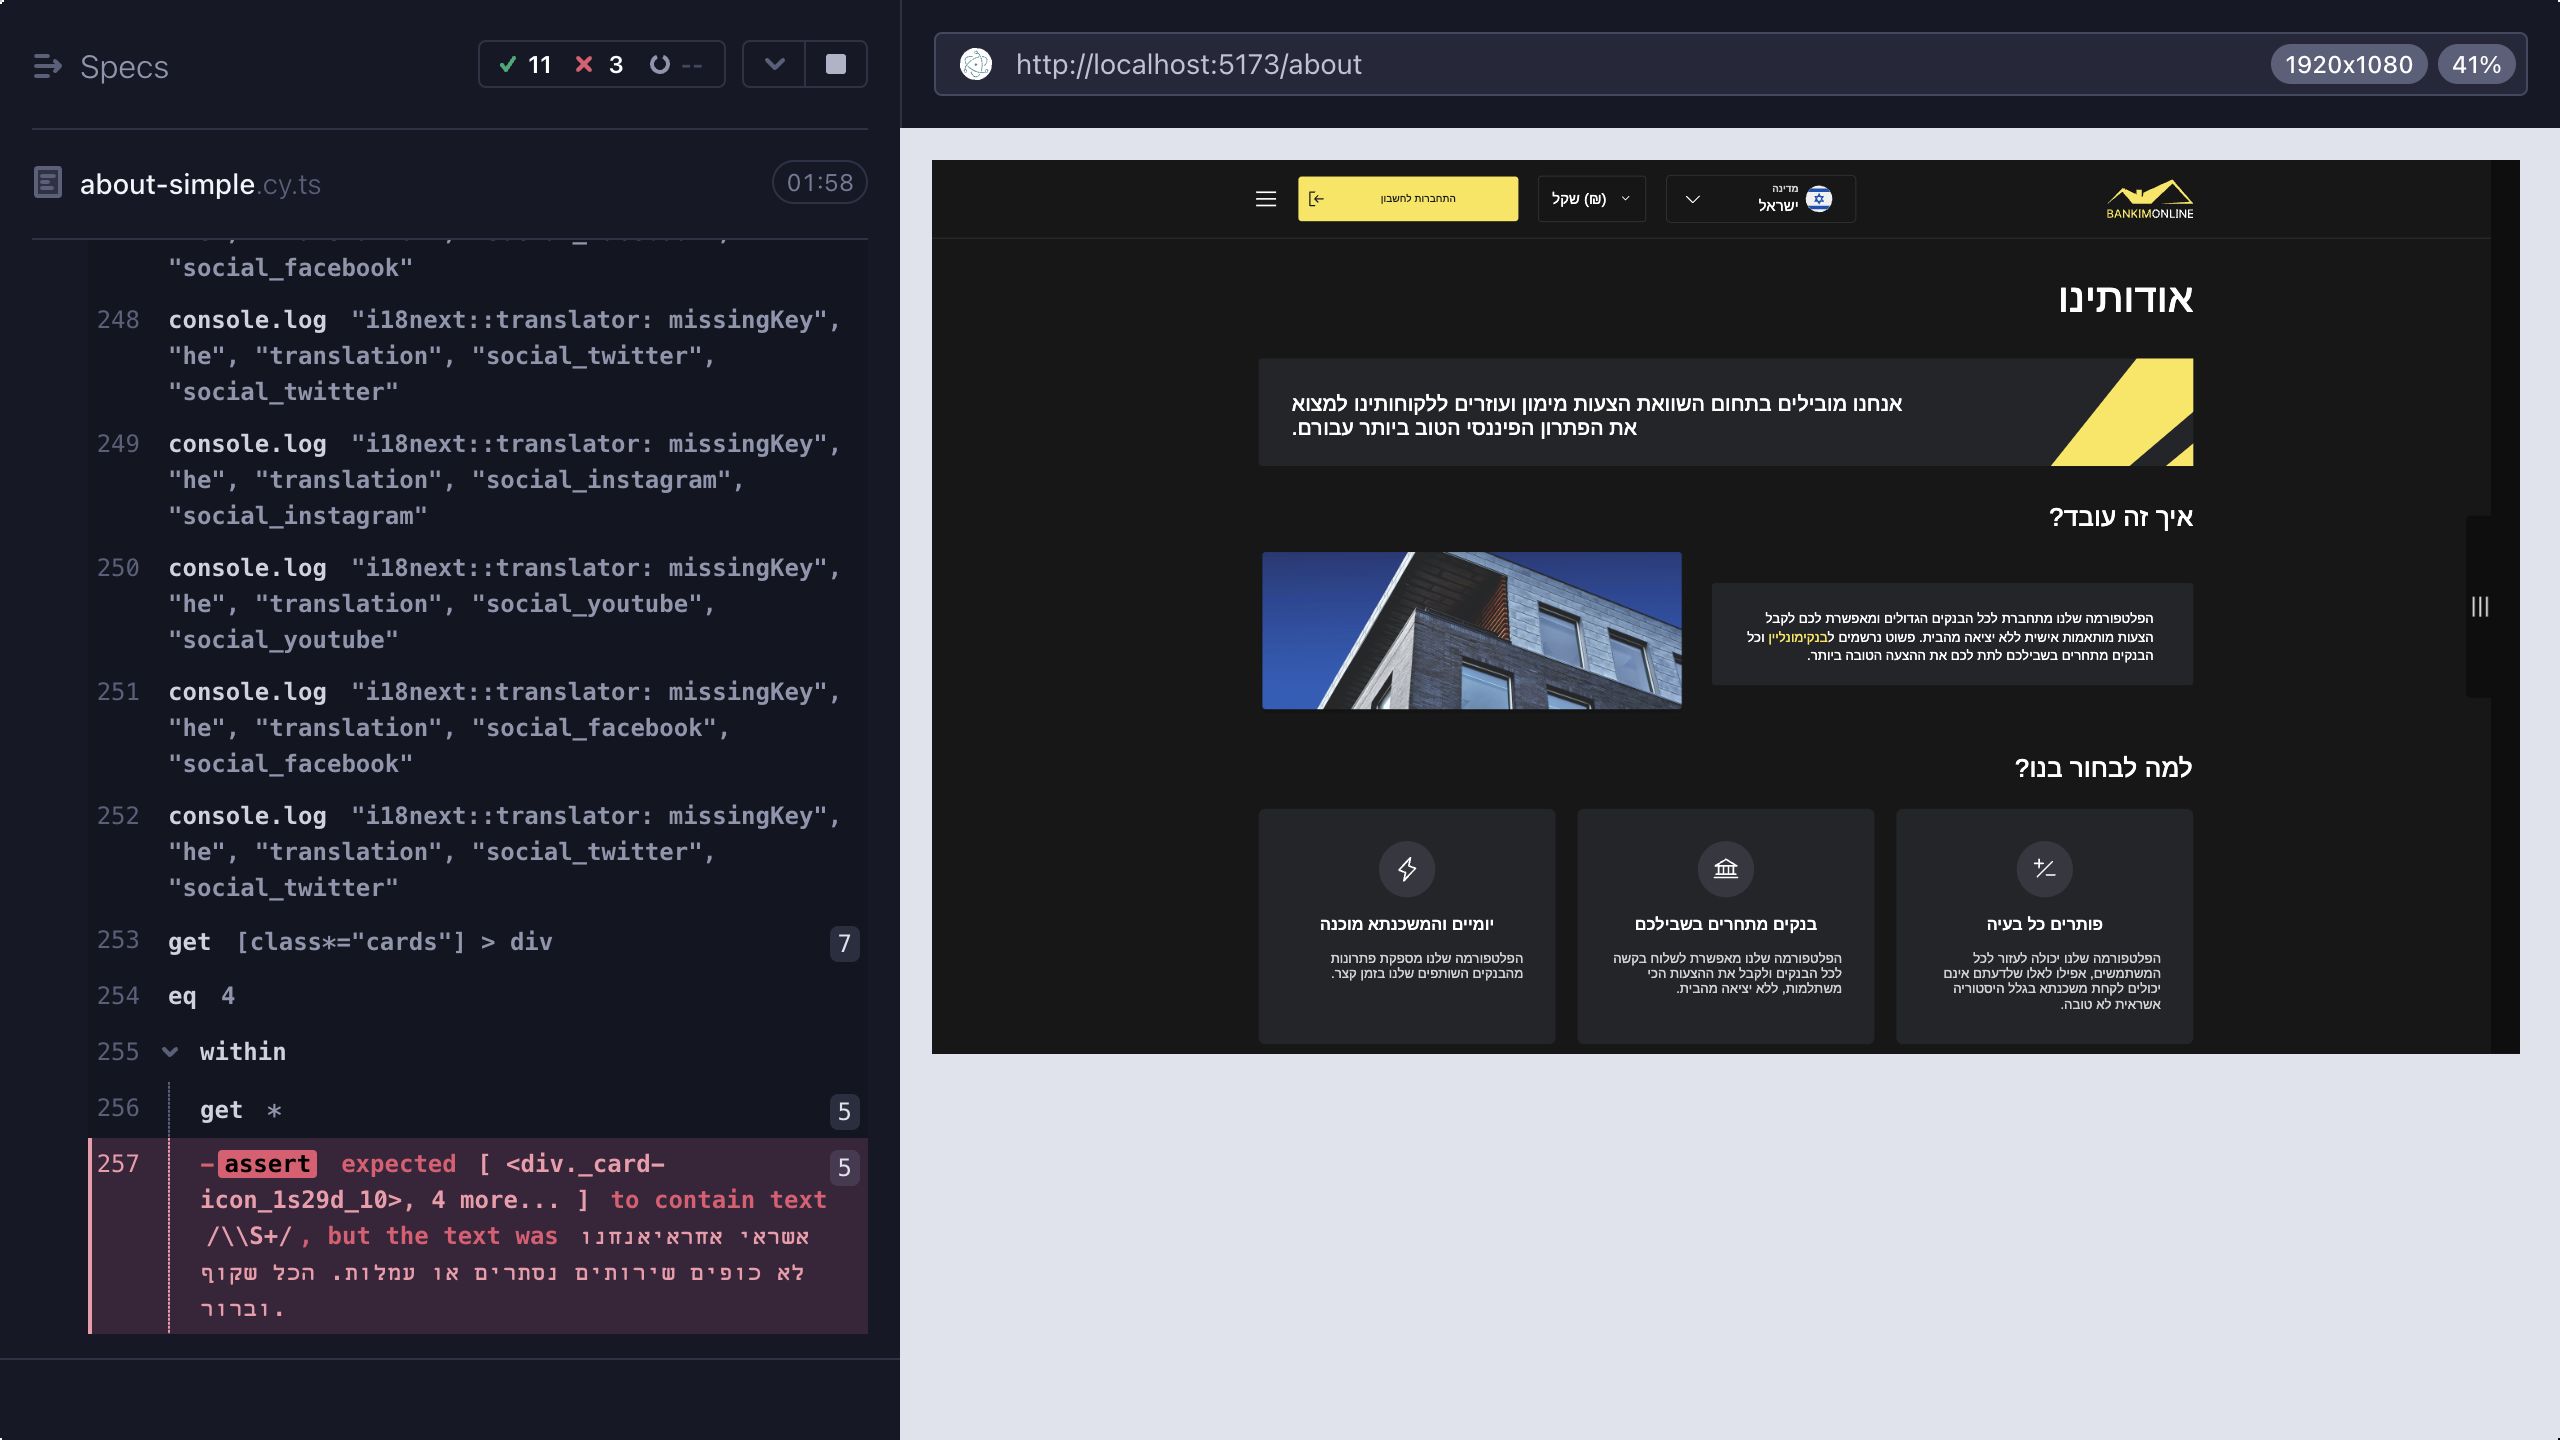 Specs
11
3
--
about-simple.cy.ts
01:58
"social_facebook"
248 console.log "i18next::translator: missingKey",
"he", "translation", "social_twitter",
"social_twitter"
249 console.log "i18next::translator: missingKey",
"he", "translation", "social_instagram",
"social_instagram"
250 console.log "i18next::translator: missingKey",
"he", "translation", "social_youtube",
"social_youtube"
251 console.log "i18next::translator: missingKey",
"he", "translation", "social_facebook",
"social_facebook"
252 console.log "i18next::translator: missingKey",
"he", "translation", "social_twitter",
"social_twitter"
253 get [class*="cards"] > div 7
254 eq 4
255 within
256 get * 5
257 -assert expected [ <div._card-
icon_1s29d_10>, 4 more... ] to contain text
/\\S+/, but the text was אשראי אחראיאנחנו
לא כופים שירותים נסתרים או עמלות. הכל שקוף
וברור.
5
http://localhost:5173/about
1920x1080
41%
BANKIMONLINE
מדינה
ישראל
שקל (₪)
התחברות לחשבון
אודותינו
אנחנו מובילים בתחום השוואת הצעות מימון ועוזרים ללקוחותינו למצוא
את הפתרון הפיננסי הטוב ביותר עבורם.
איך זה עובד?
הפלטפורמה שלנו מתחברת לכל הבנקים הגדולים ומאפשרת לכם לקבל
הצעות מותאמות אישית ללא יציאה מהבית. פשוט נרשמים לבנקימונליין וכל
הבנקים מתחרים בשבילכם לתת לכם את ההצעה הטובה ביותר.
למה לבחור בנו?
פותרים כל בעיה
הפלטפורמה שלנו יכולה לעזור לכל
המשתמשים, אפילו לאלו שלדעתם אינם
יכולים לקחת משכנתא בגלל היסטוריה
אשראית לא טובה.
בנקים מתחרים בשבילכם
הפלטפורמה שלנו מאפשרת לשלוח בקשה
לכל הבנקים ולקבל את ההצעות הכי
משתלמות, ללא יציאה מהבית.
יומיים והמשכנתא מוכנה
הפלטפורמה שלנו מספקת פתרונות
מהבנקים השותפים שלנו בזמן קצר.